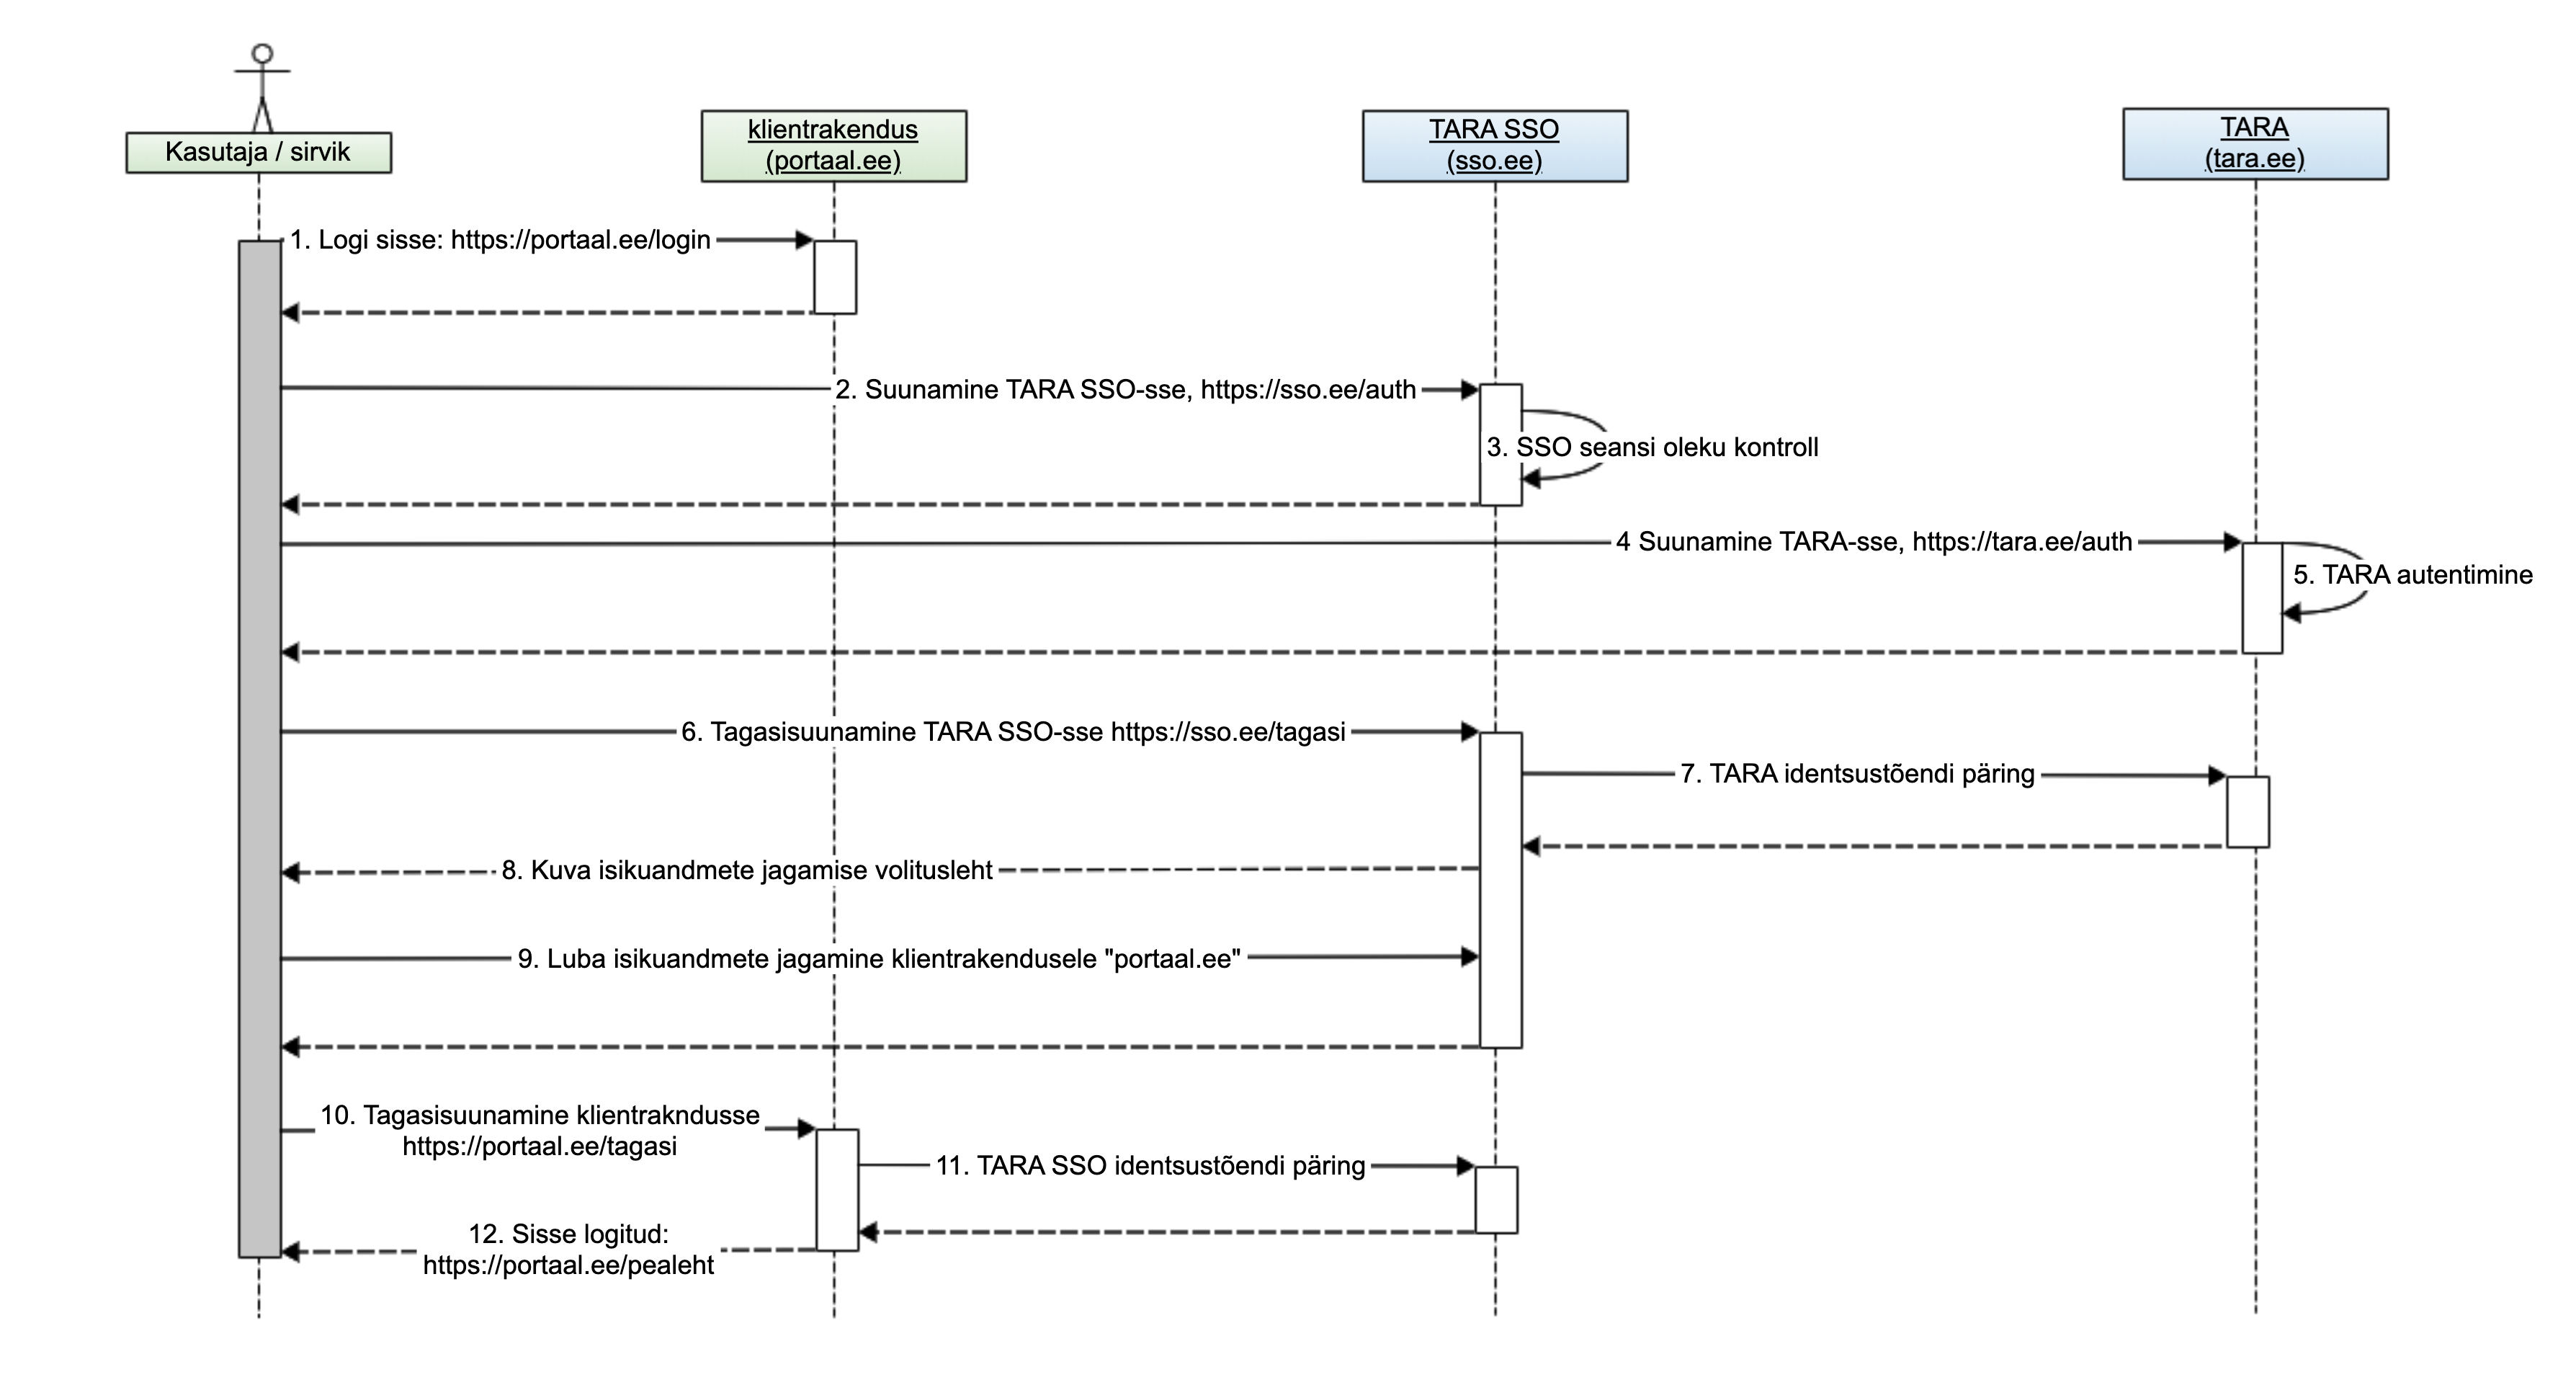 Kasutaja / sirvik
klientrakendus
(portaal.ee)
TARA SSO
(sso.ee)
TARA
(tara.ee)
1. Logi sisse: https://portaal.ee/login
2. Suunamine TARA SSO-sse, https://sso.ee/auth
3. SSO seansi oleku kontroll
4 Suunamine TARA-sse, https://tara.ee/auth
5. TARA autentimine
6. Tagasisuunamine TARA SSO-sse https://sso.ee/tagasi
7. TARA identsustõendi päring
8. Kuva isikuandmete jagamise volitusleht
9. Luba isikuandmete jagamine klientrakendusele "portaal.ee"
10. Tagasisuunamine klientrakndusse
https://portaal.ee/tagasi
11. TARA SSO identsustõendi päring
12. Sisse logitud:
https://portaal.ee/pealeht